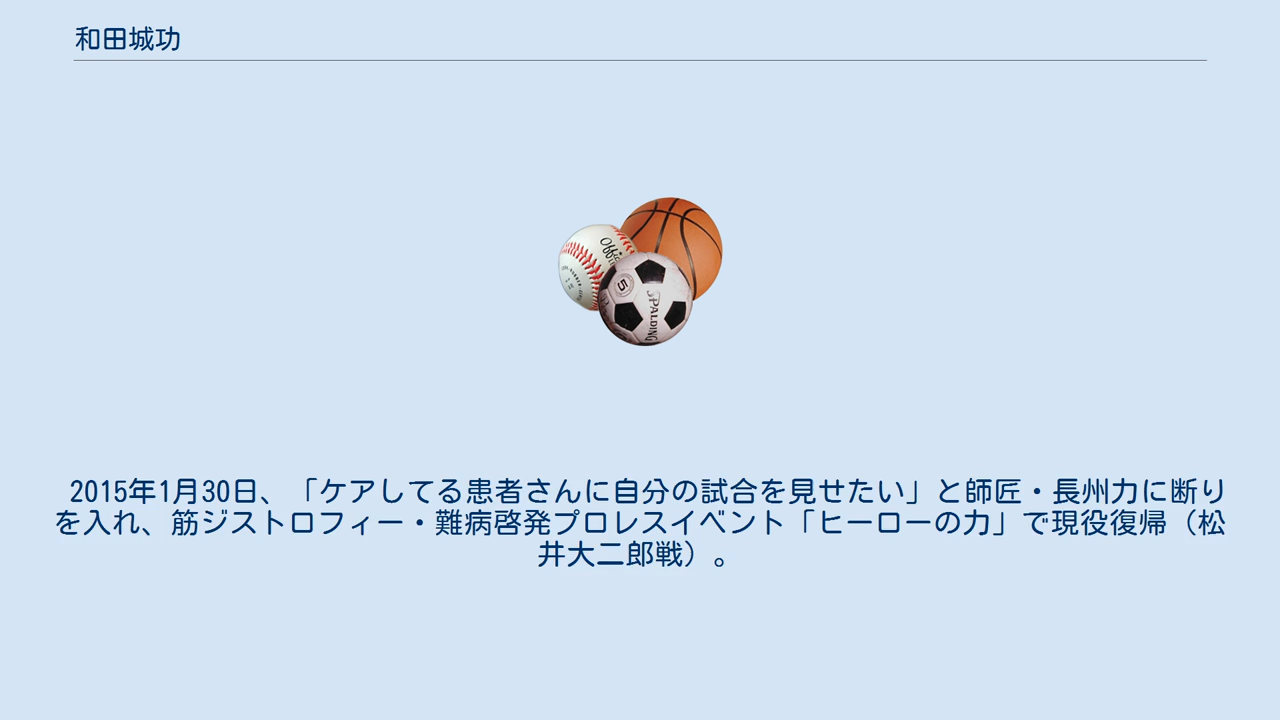 和田城功
Offic
5
SPALDING
2015年1月30日、「ケアしてる患者さんに自分の試合を見せたい」と師匠・長州力に断り
を入れ、筋ジストロフィー・難病啓発プロレスイベント「ヒーローの力」で現役復帰（松
井大二郎戦）。